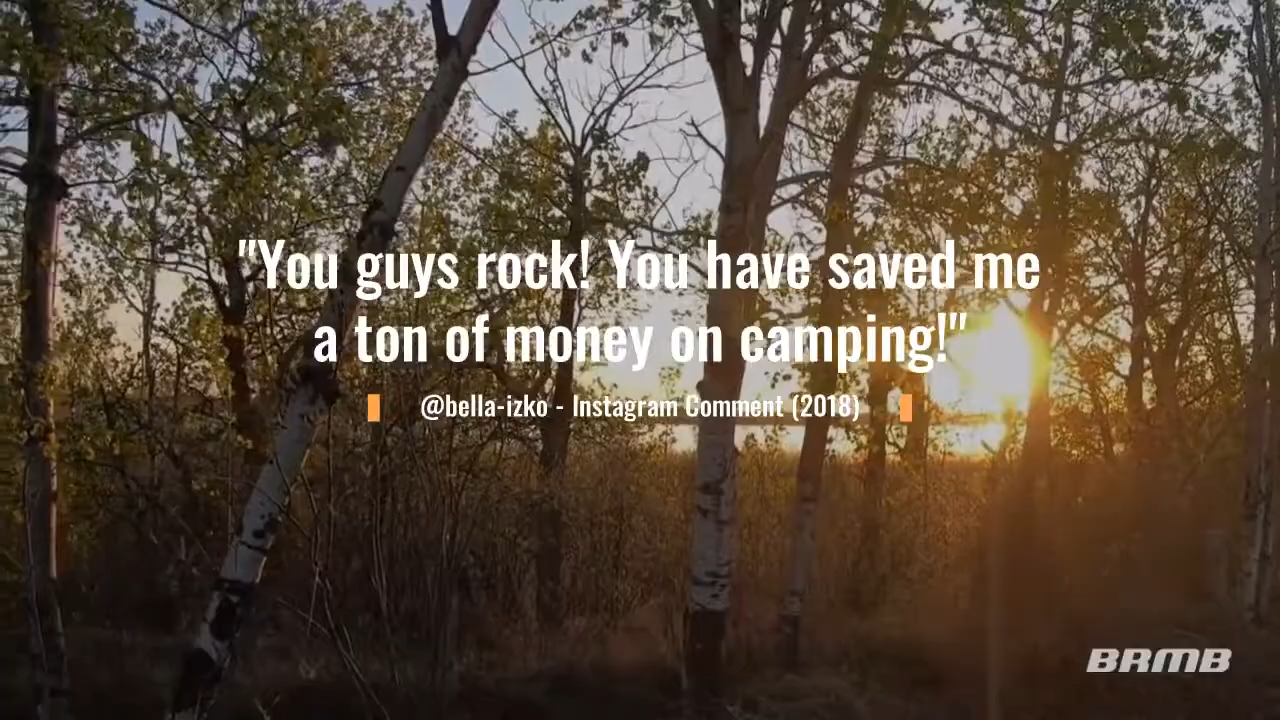 "You guys rock! You have saved me
a ton of money on camping!"
@bella-izko - Instagram Comment (2018)
BRMB